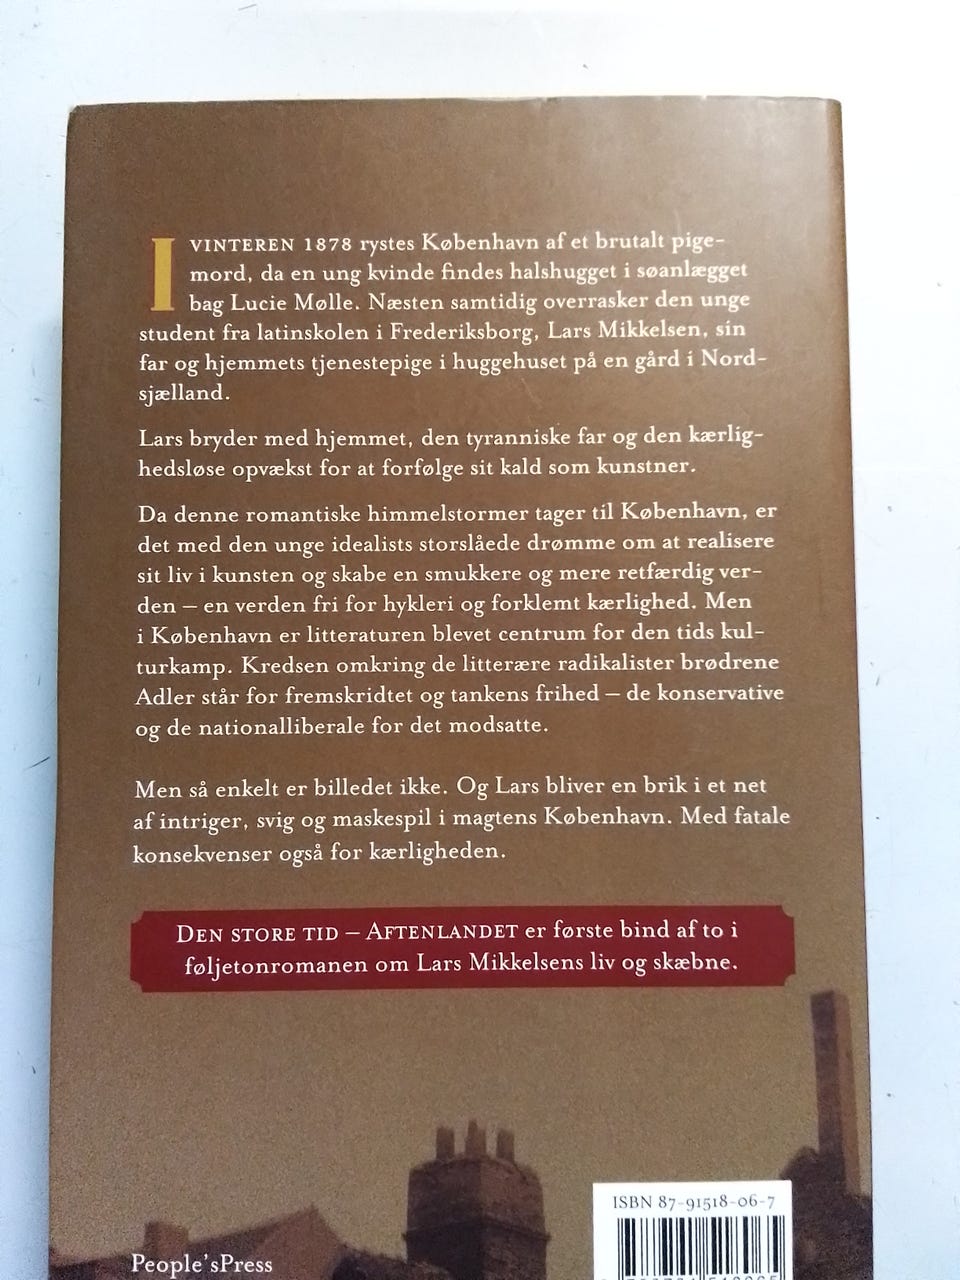 I VINTEREN 1878 rystes København af et brutalt pige-
mord, da en ung kvinde findes halshugget i søanlægget
bag Lucie Mølle. Næsten samtidig overrasker den unge
student fra latinskolen i Frederiksborg, Lars Mikkelsen, sin
far og hjemmets tjenestepige i huggehuset på en gård i Nord-
sjælland.
Lars bryder med hjemmet, den tyranniske far og den kærlig-
hedsløse opvækst for at forfølge sit kald som kunstner.
Da denne romantiske himmelstormer tager til København, er
det med den unge idealists storslåede drømme om at realisere
sit liv i kunsten og skabe en smukkere og mere retfærdig ver-
den – en verden fri for hykleri og forklemt kærlighed. Men
i København er litteraturen blevet centrum for den tids kul-
turkamp. Kredsen omkring de litterære radikalister brødrene
Adler står for fremskridtet og tankens frihed – de konservative
og de nationalliberale for det modsatte.
Men så enkelt er billedet ikke. Og Lars bliver en brik i et net
af intriger, svig og maskespil i magtens København. Med fatale
konsekvenser også for kærligheden.
DEN STORE TID – AFTENLANDET er første bind af to i
føljetonromanen om Lars Mikkelsens liv og skæbne.
ISBN 87-91518-06-7
People'sPress